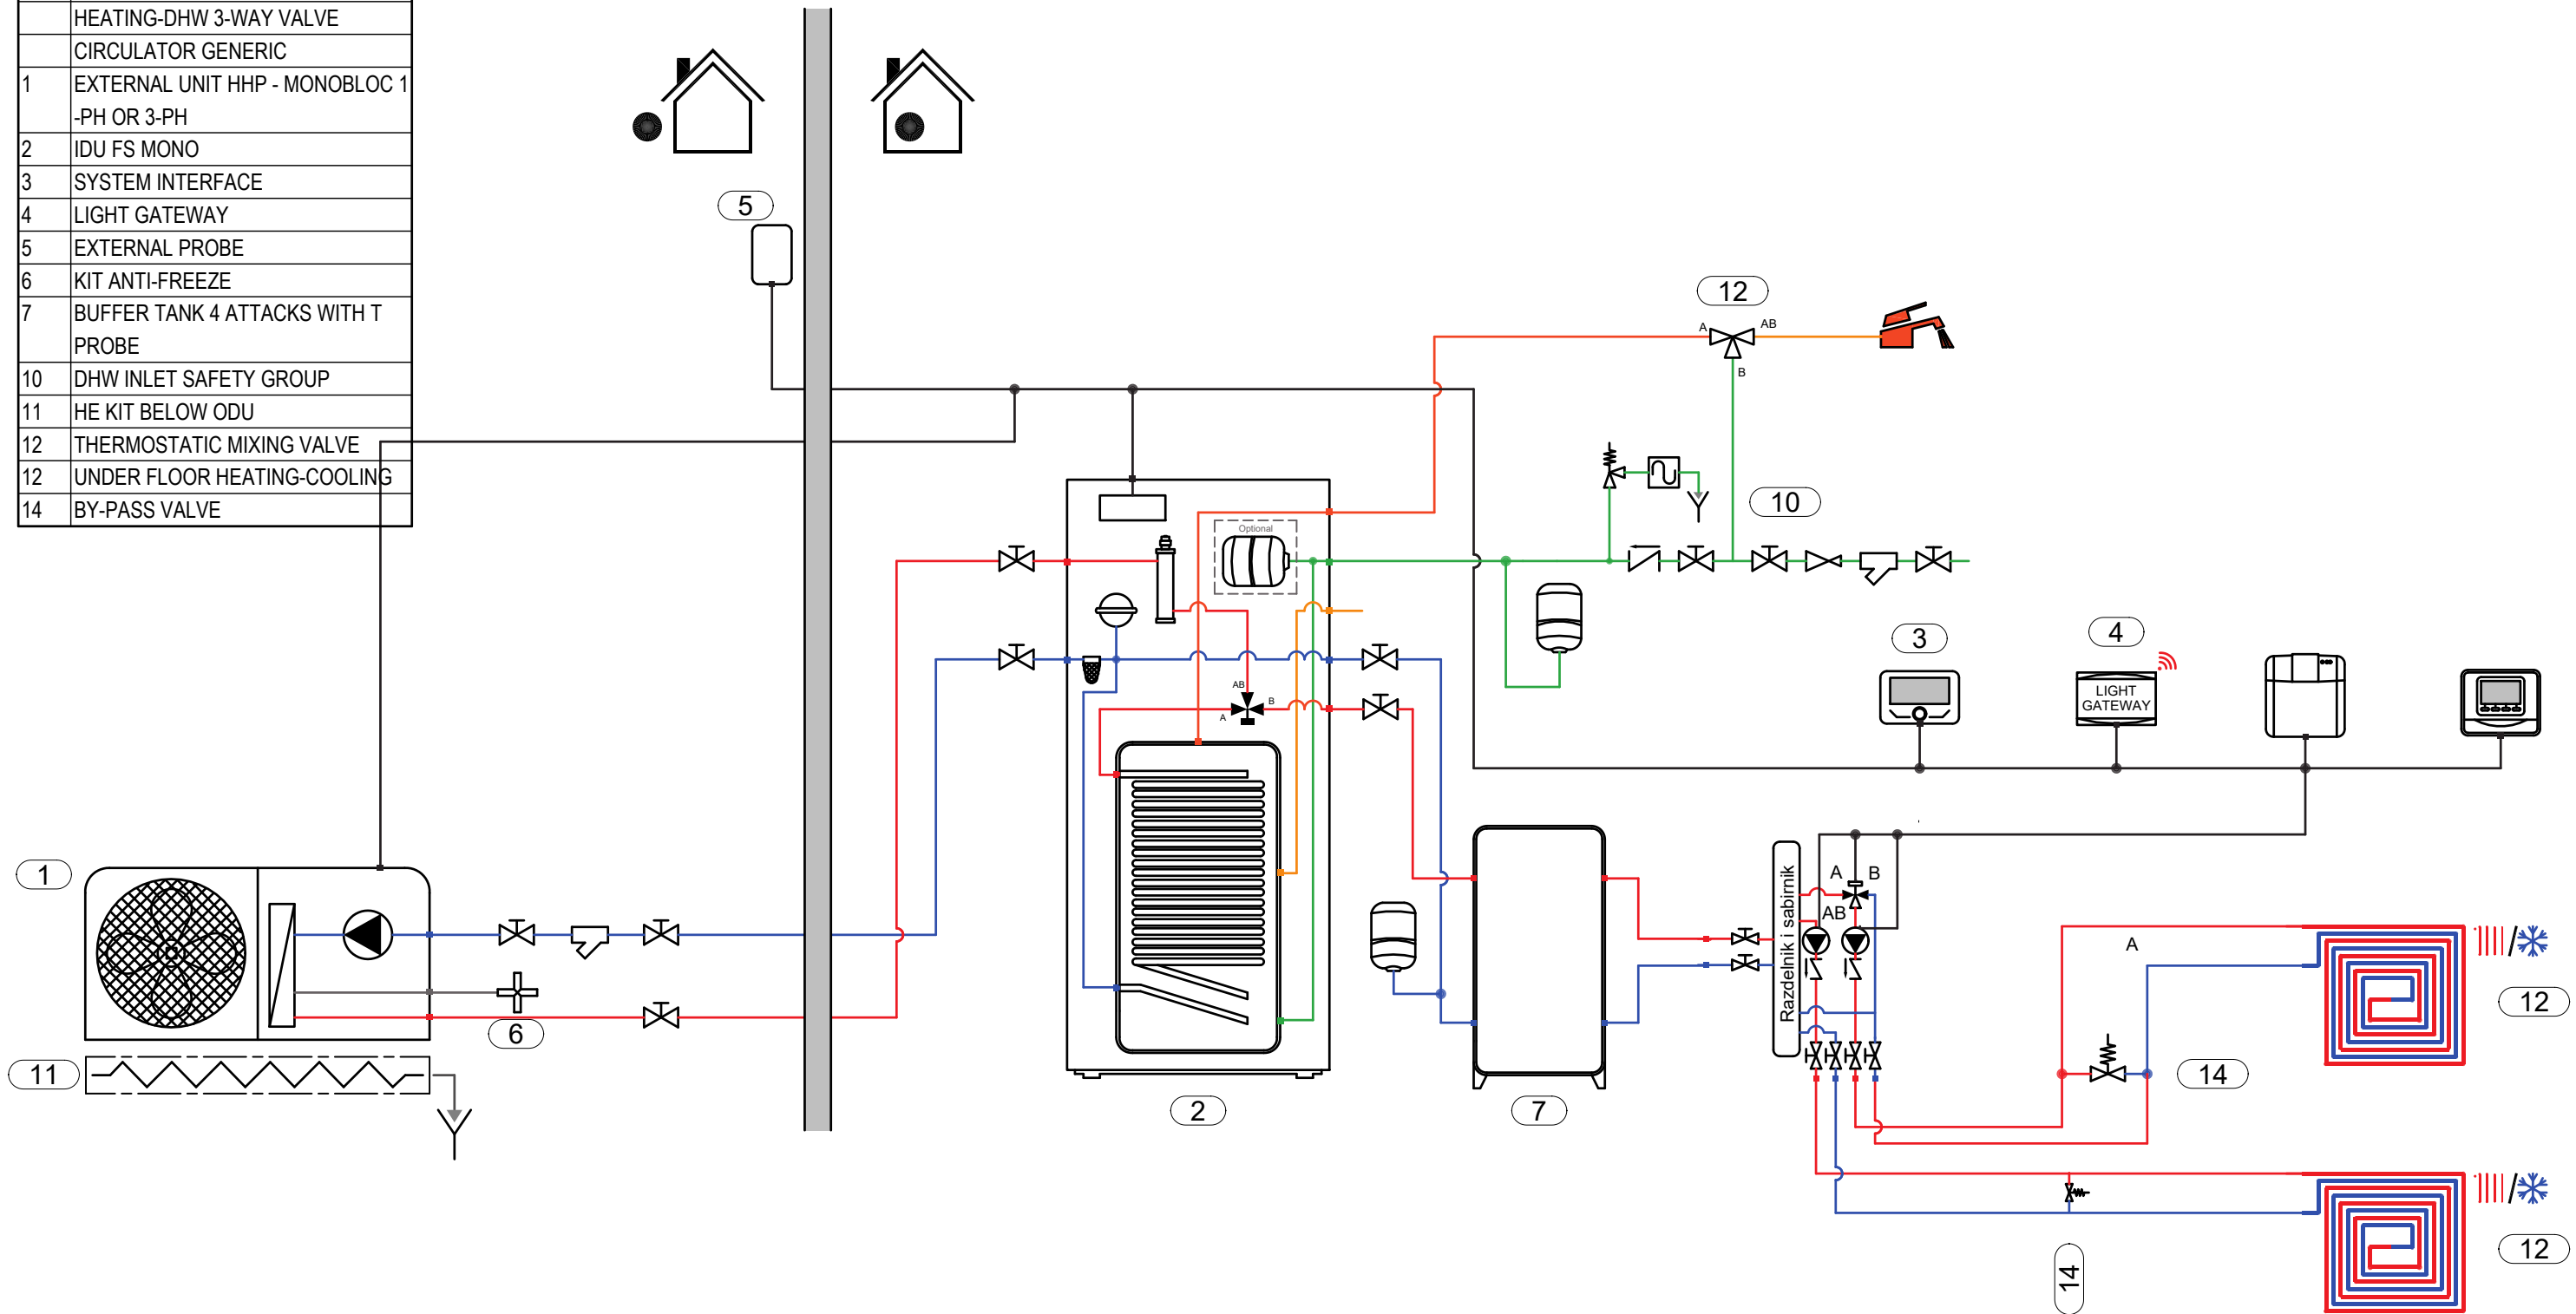 HEATING-DHW 3-WAY VALVE
CIRCULATOR GENERIC
1 EXTERNAL UNIT HHP - MONOBLOC 1
-PH OR 3-PH
2 IDU FS MONO
3 SYSTEM INTERFACE
4 LIGHT GATEWAY
5 EXTERNAL PROBE
6 KIT ANTI-FREEZE
7 BUFFER TANK 4 ATTACKS WITH T
PROBE
10 DHW INLET SAFETY GROUP
11 HE KIT BELOW ODU
12 THERMOSTATIC MIXING VALVE
12 UNDER FLOOR HEATING-COOLING
14 BY-PASS VALVE
5
12
A AB
B
10
Optional
3
4
LIGHT
GATEWAY
AB
A B
1
6
11
2
7
Razdelnik i sabirnik
A B
AB
A
12
14
12
14